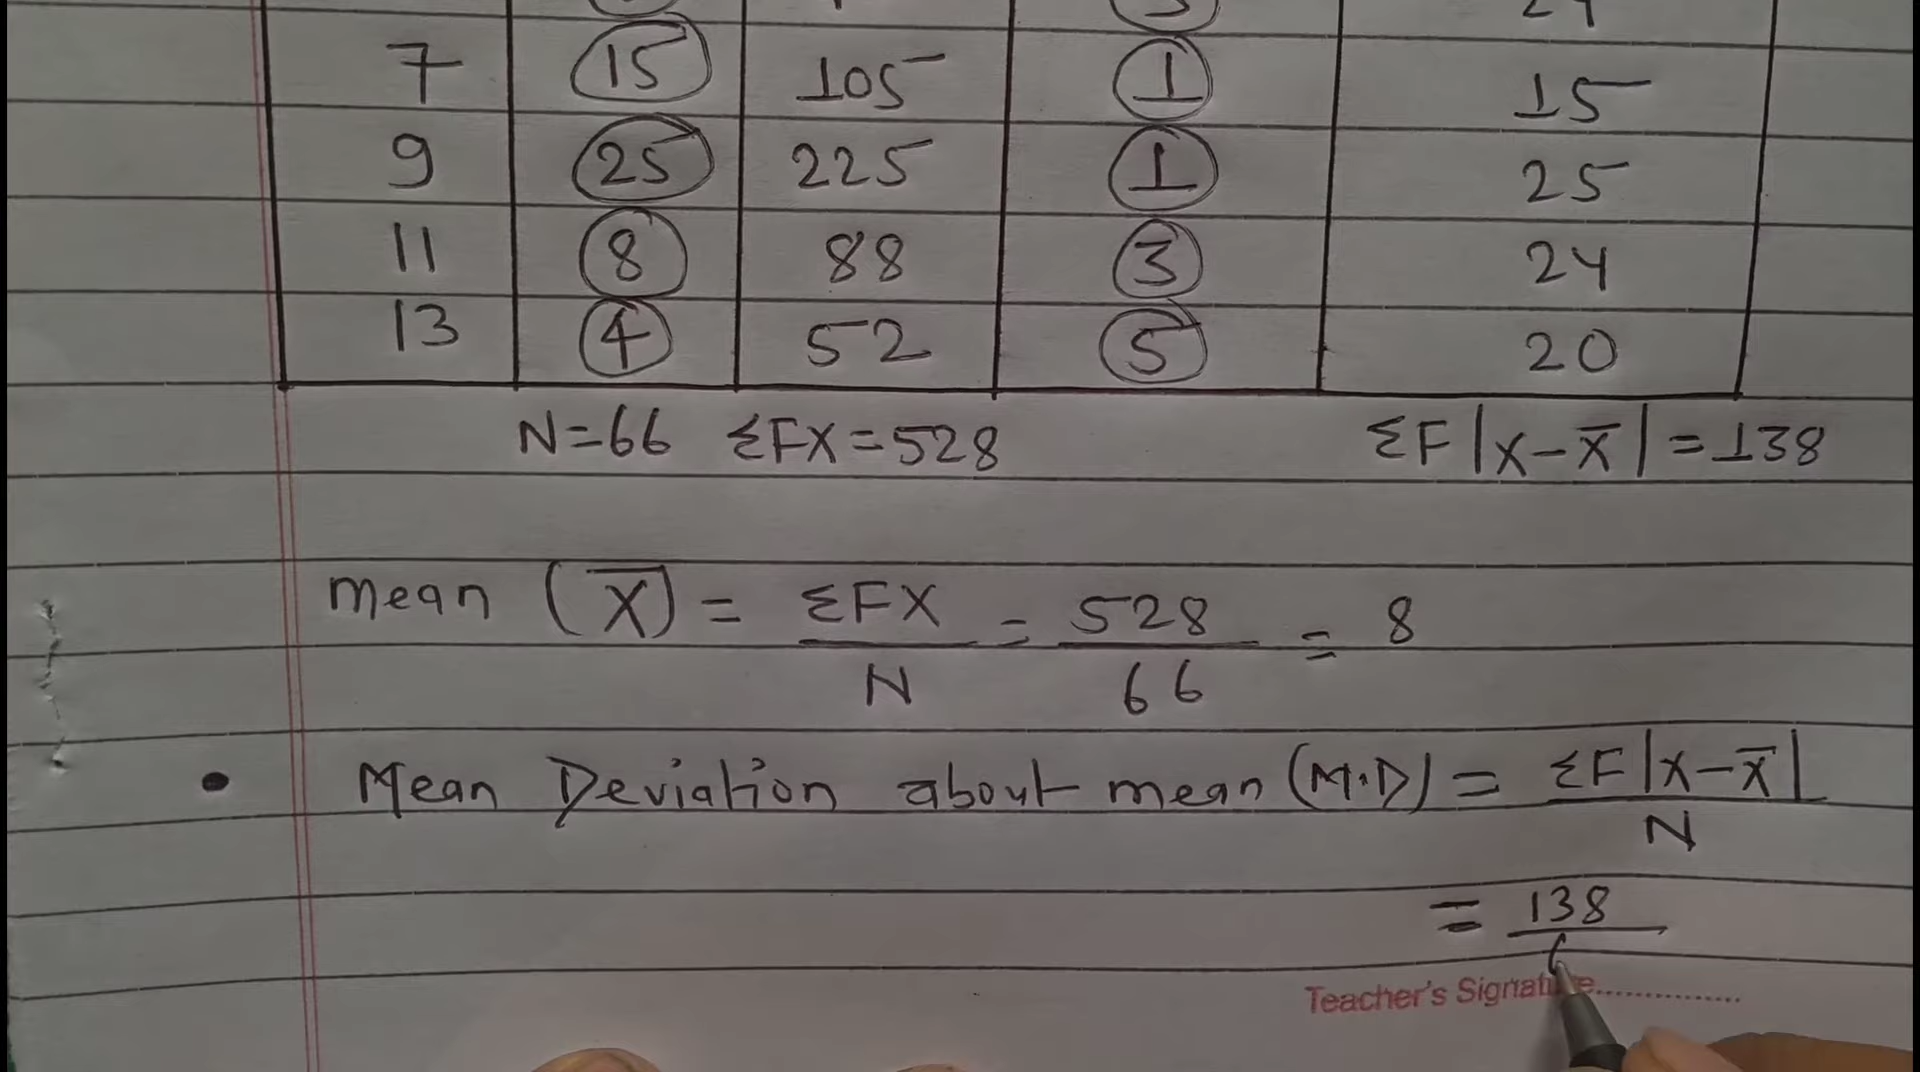 7 15 105 1 15
9 25 225 1 25
11 8 88 3 24
13 4 52 5 20
N=66 ΣFX=528 ΣF|X-X̄|=138
mean (X̄) = ΣFX/N = 528/66 = 8
• Mean Deviation about mean (M.D) = ΣF|X-X̄|/N
= 138/
Teacher's Signature..............